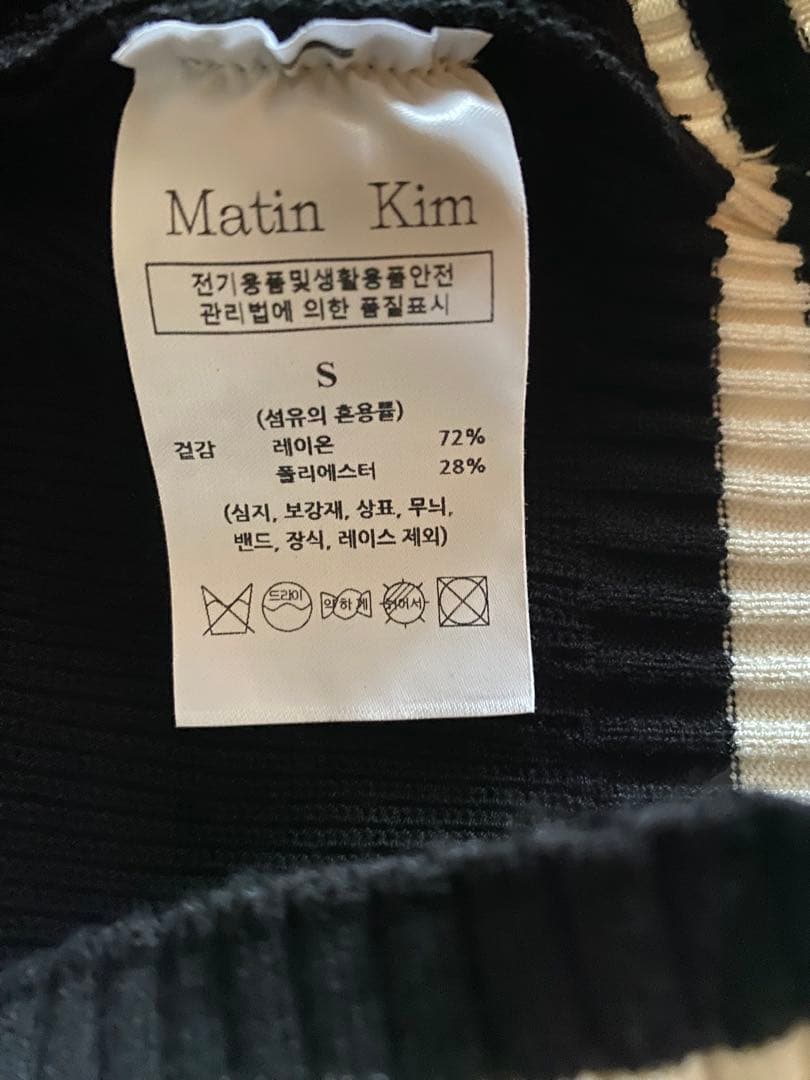 Matin Kim
전기용품및생활용품안전
관리법에 의한 품질표시
S
(섬유의 혼용률)
겉감 레이온 72%
폴리에스터 28%
(심지, 보강재, 상표, 무늬,
밴드, 장식, 레이스 제외)
드라이 약하게 뉘어서